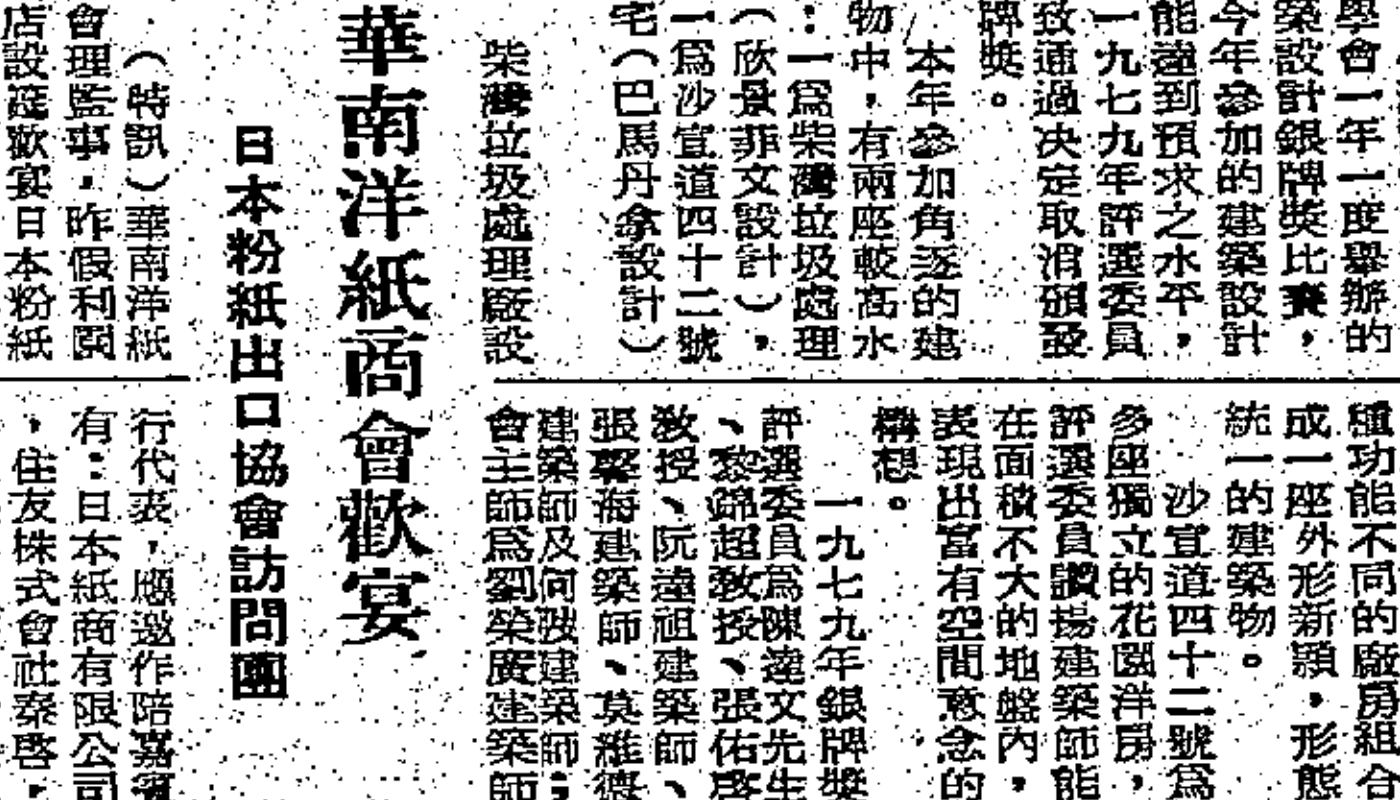 學會一年一度舉辦的
築設計銀牌獎比賽，
今年參加的建築設計
能達到預求之水平，
一九七九年評選委員
致通過决定取消頒發
牌獎。
本年參加角逐的建
物中，有兩座較高水
：一爲柴灣垃圾處理
（欣景菲文設計），
一爲沙宣道四十二號
宅（巴馬丹拿設計）
柴灣垃圾處理廠設
種功能不同的廠房組合
成一座外形新穎，形態
統一的建築物。
沙宣道四十二號爲
多座獨立的花園洋房，
評選委員讚揚建築師能
在面積不大的地盤内，
表現出富有空間意念的
構想。
一九七九年銀牌獎
評選委員爲陳達文先生
、黎錦超教授、張佑啓
教授、阮遠祖建築師、
張肇海建築師、莫雅德
建築師及何弢建築師；
會主師爲劉榮廣建築師
華南洋紙商會歡宴
日本粉紙出口協會訪問團
（特訊）華南洋紙
會理監事，昨假利園
店設筵歡宴日本粉紙
行代表，應邀作陪嘉賓
有：日本紙商有限公司
，住友株式會社泰啓，